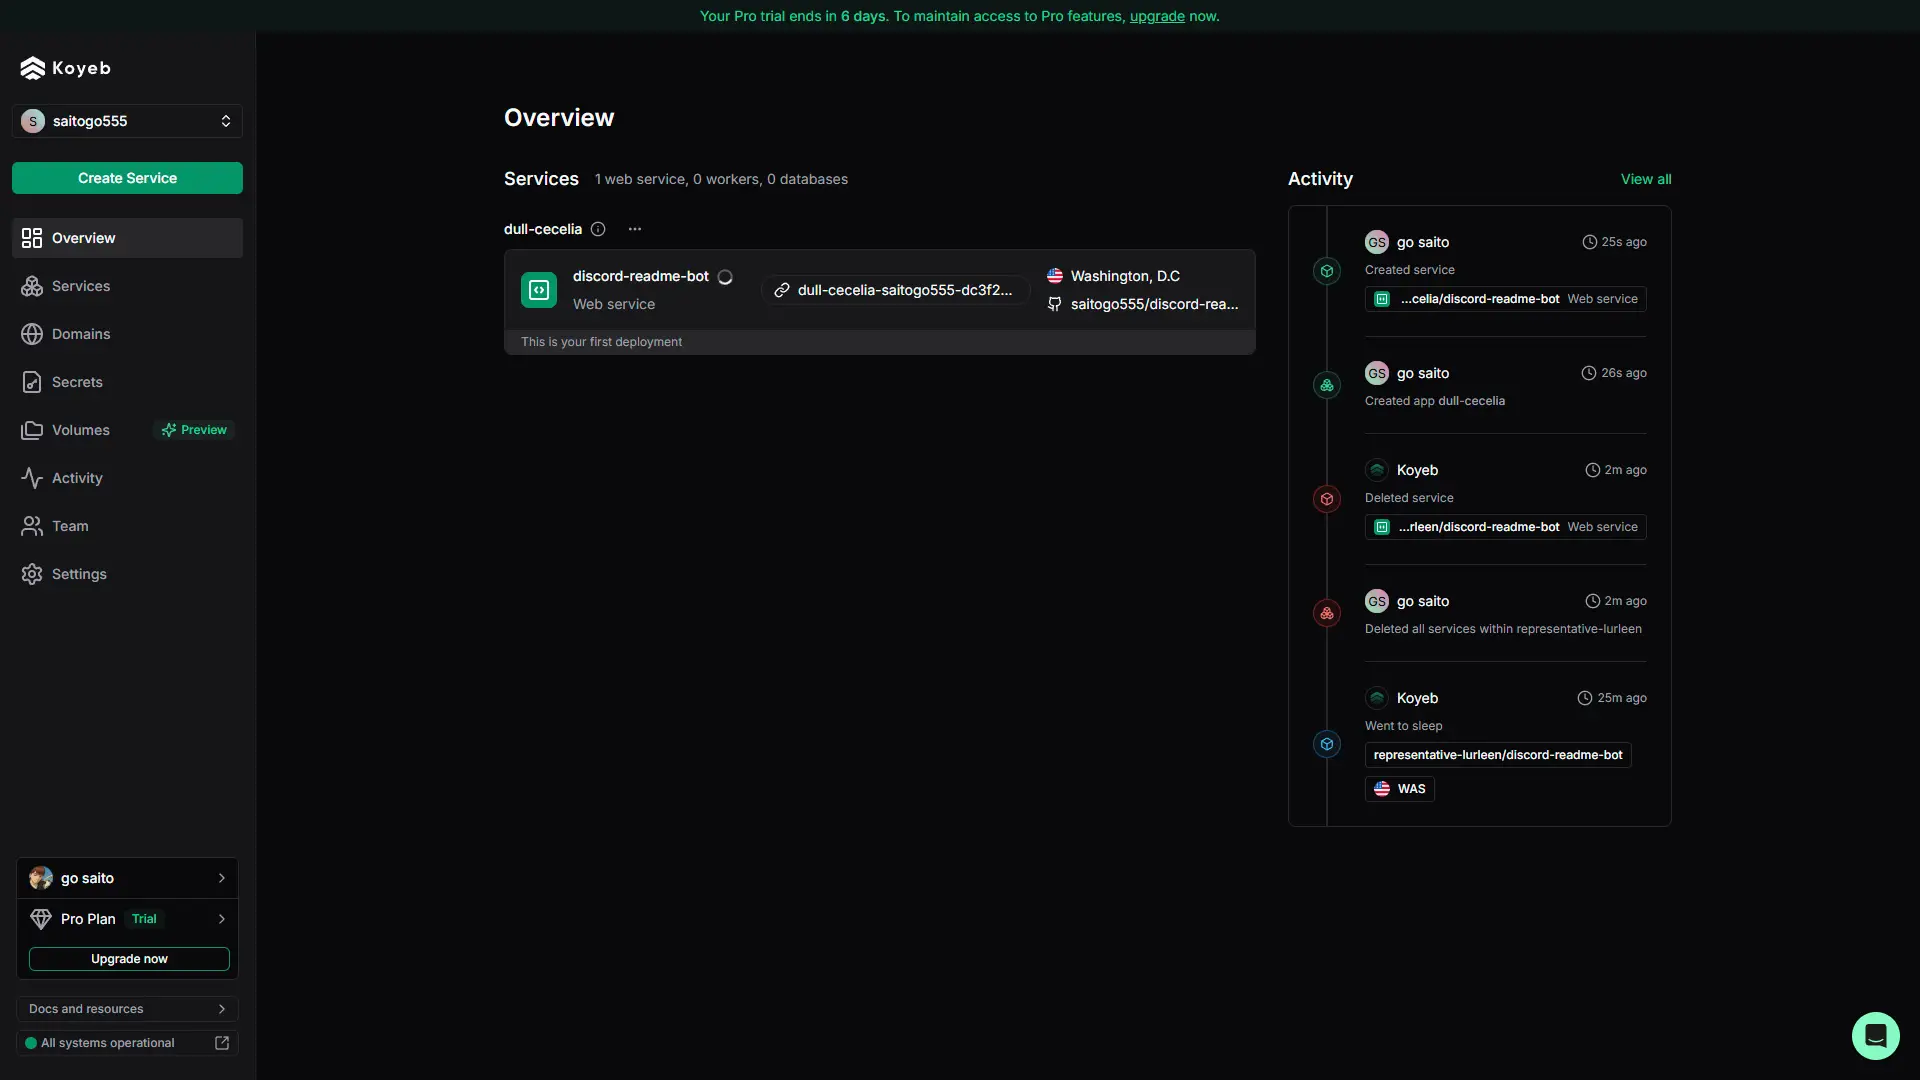 Your Pro trial ends in 6 days. To maintain access to Pro features, upgrade now.
Koyeb
S saitogo555
Create Service
Overview
Services
Domains
Secrets
Volumes Preview
Activity
Team
Settings
go saito
Pro Plan Trial
Upgrade now
Docs and resources
All systems operational
Overview
Services 1 web service, 0 workers, 0 databases
dull-cecelia
discord-readme-bot
Web service
dull-cecelia-saitogo555-dc3f2...
Washington, D.C
saitogo555/discord-rea...
This is your first deployment
Activity View all
GS go saito 25s ago
Created service
...celia/discord-readme-bot Web service
GS go saito 26s ago
Created app dull-cecelia
Koyeb 2m ago
Deleted service
...rleen/discord-readme-bot Web service
GS go saito 2m ago
Deleted all services within representative-lurleen
Koyeb 25m ago
Went to sleep
representative-lurleen/discord-readme-bot
WAS